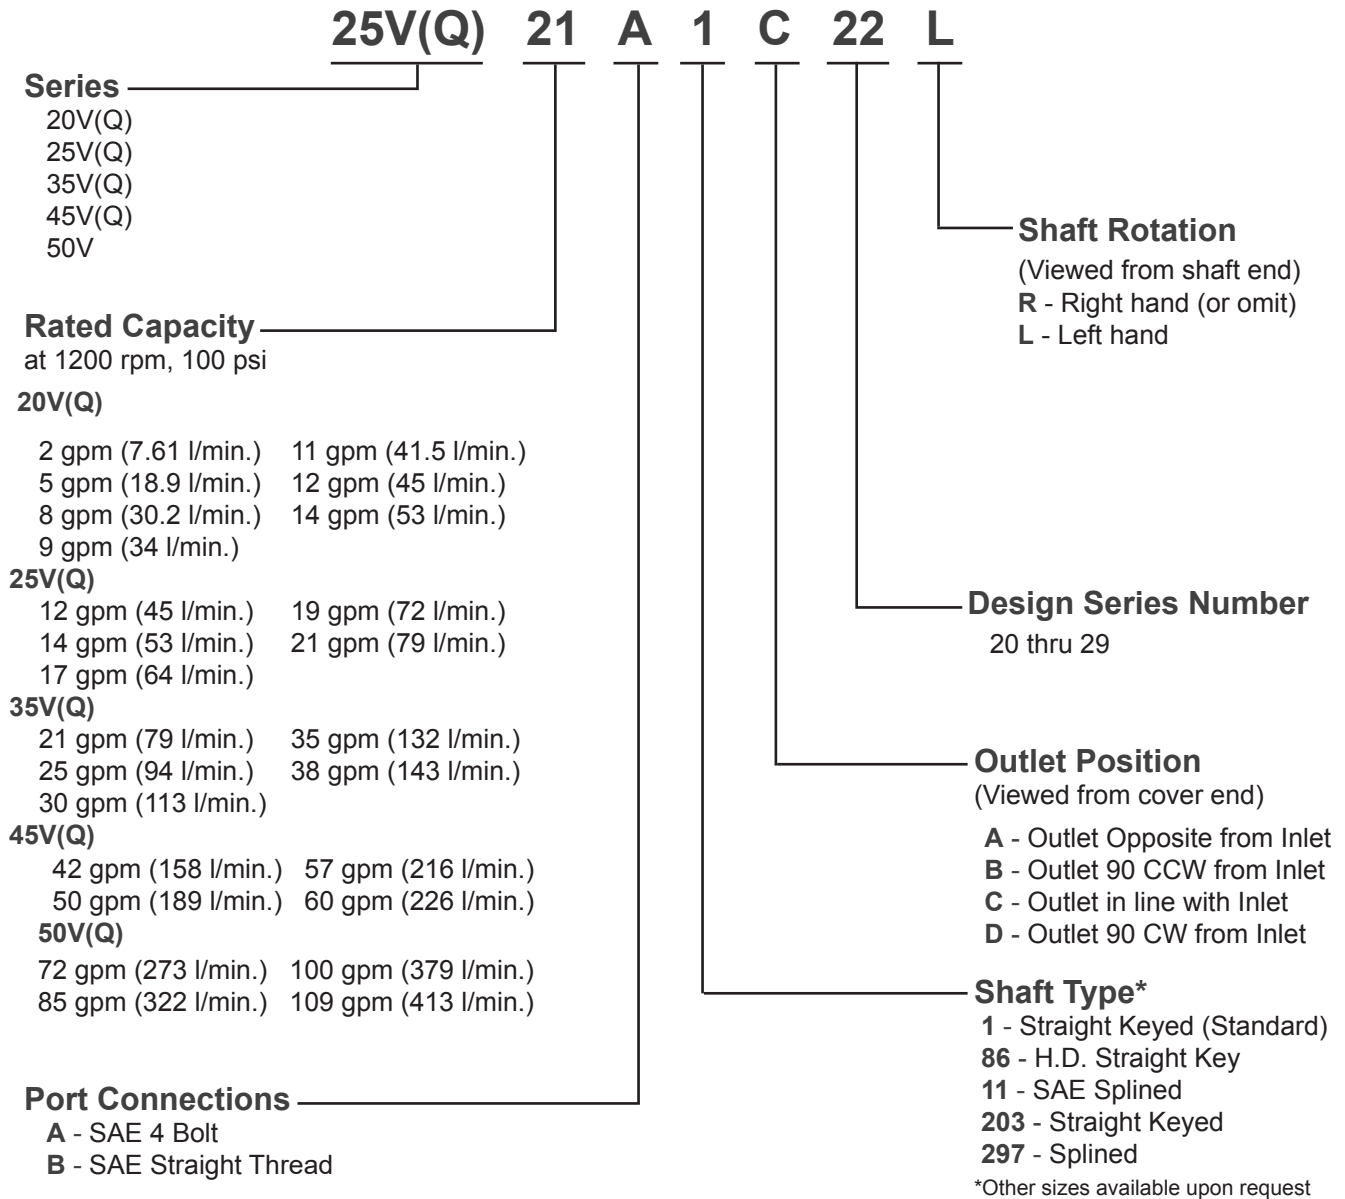 25V(Q) 21 A 1 C 22 L
Series
20V(Q)
25V(Q)
35V(Q)
45V(Q)
50V
Rated Capacity
at 1200 rpm, 100 psi
20V(Q)
2 gpm (7.61 l/min.) 11 gpm (41.5 l/min.)
5 gpm (18.9 l/min.) 12 gpm (45 l/min.)
8 gpm (30.2 l/min.) 14 gpm (53 l/min.)
9 gpm (34 l/min.)
25V(Q)
12 gpm (45 l/min.) 19 gpm (72 l/min.)
14 gpm (53 l/min.) 21 gpm (79 l/min.)
17 gpm (64 l/min.)
35V(Q)
21 gpm (79 l/min.) 35 gpm (132 l/min.)
25 gpm (94 l/min.) 38 gpm (143 l/min.)
30 gpm (113 l/min.)
45V(Q)
42 gpm (158 l/min.) 57 gpm (216 l/min.)
50 gpm (189 l/min.) 60 gpm (226 l/min.)
50V(Q)
72 gpm (273 l/min.) 100 gpm (379 l/min.)
85 gpm (322 l/min.) 109 gpm (413 l/min.)
Port Connections
A - SAE 4 Bolt
B - SAE Straight Thread
Shaft Rotation
(Viewed from shaft end)
R - Right hand (or omit)
L - Left hand
Design Series Number
20 thru 29
Outlet Position
(Viewed from cover end)
A - Outlet Opposite from Inlet
B - Outlet 90 CCW from Inlet
C - Outlet in line with Inlet
D - Outlet 90 CW from Inlet
Shaft Type*
1 - Straight Keyed (Standard)
86 - H.D. Straight Key
11 - SAE Splined
203 - Straight Keyed
297 - Splined
*Other sizes available upon request